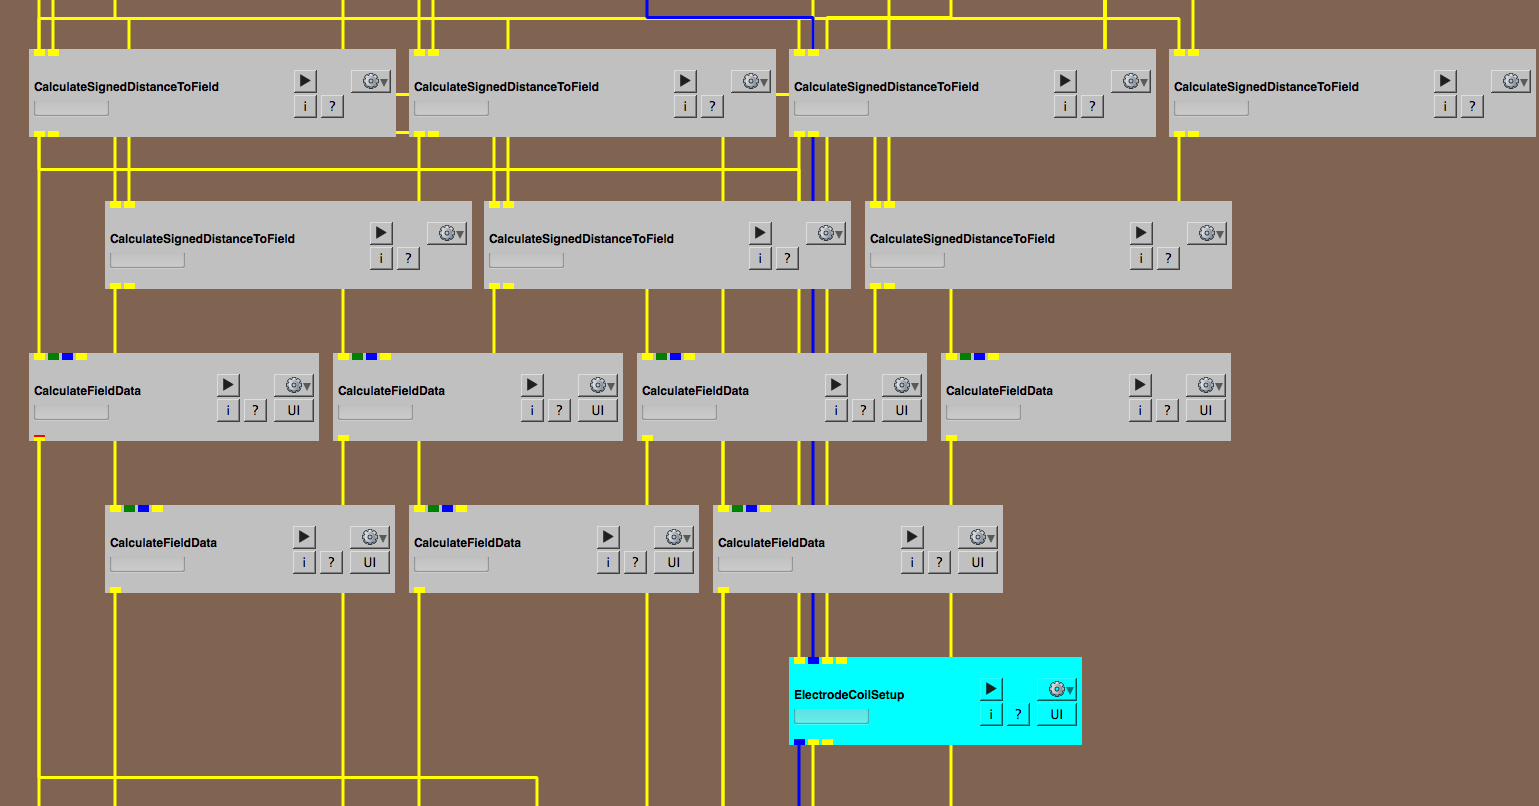 CalculateSignedDistanceToField
i ?
CalculateSignedDistanceToField
i ?
CalculateSignedDistanceToField
i ?
CalculateSignedDistanceToField
i ?
CalculateSignedDistanceToField
i ?
CalculateSignedDistanceToField
i ?
CalculateSignedDistanceToField
i ?
CalculateFieldData
i ? UI
CalculateFieldData
i ? UI
CalculateFieldData
i ? UI
CalculateFieldData
i ? UI
CalculateFieldData
i ? UI
CalculateFieldData
i ? UI
CalculateFieldData
i ? UI
ElectrodeCoilSetup
i ? UI